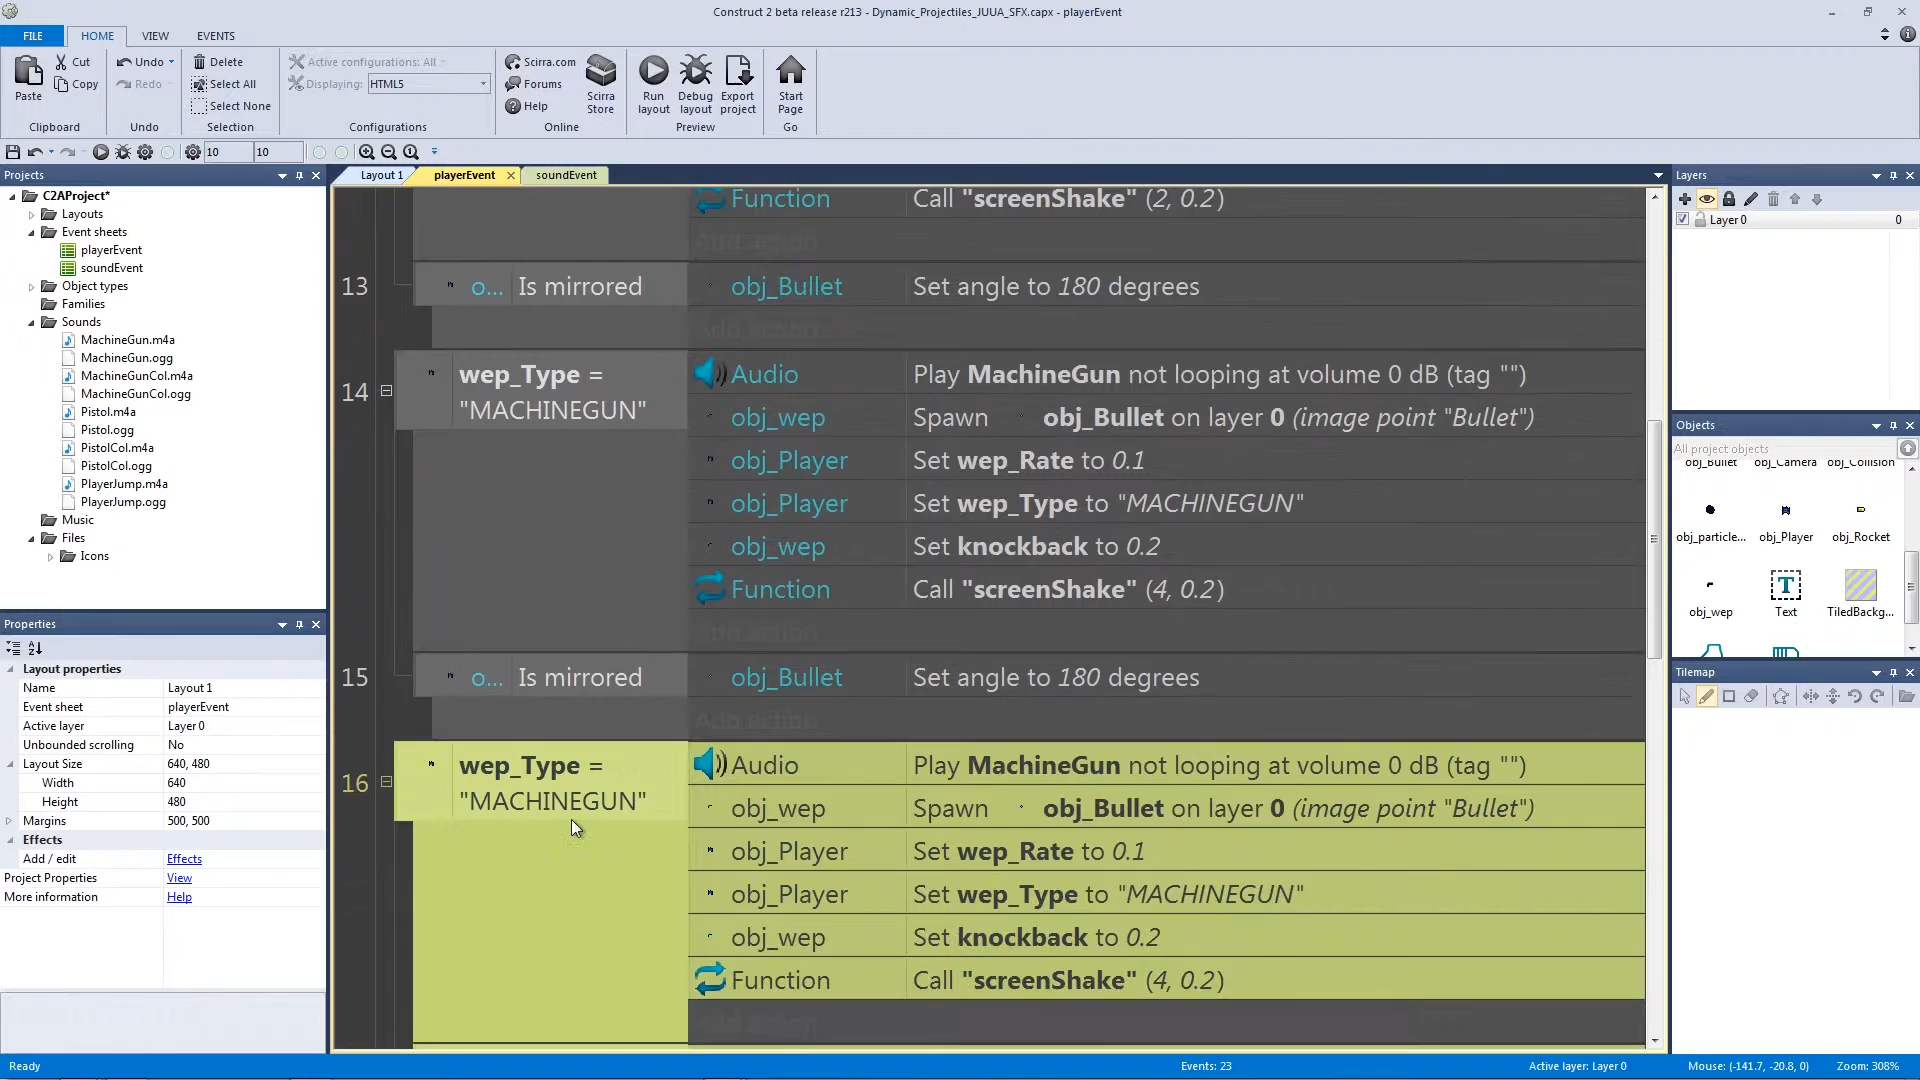 Construct 2 beta release r213 - Dynamic_Projectiles_JUUA_SFX.capx - playerEvent
FILE HOME VIEW EVENTS
Paste
Cut
Copy
Clipboard
Undo
Redo
Undo
Delete
Select All
Select None
Selection
Active configurations: All
Displaying: HTML5
Configurations
Scirra.com
Forums
Help
Scirra Store
Online
Run layout
Debug layout
Export project
Preview
Start Page
Go
10 10
Projects
C2AProject*
Layouts
Event sheets
playerEvent
soundEvent
Object types
Families
Sounds
MachineGun.m4a
MachineGun.ogg
MachineGunCol.m4a
MachineGunCol.ogg
Pistol.m4a
Pistol.ogg
PistolCol.m4a
PistolCol.ogg
PlayerJump.m4a
PlayerJump.ogg
Music
Files
Icons
Properties
Layout properties
Name Layout 1
Event sheet playerEvent
Active layer Layer 0
Unbounded scrolling No
Layout Size 640, 480
Width 640
Height 480
Margins 500, 500
Effects
Add / edit Effects
Project Properties View
More information Help
Layout 1 playerEvent soundEvent
Function Call "screenShake" (2, 0.2)
Add action
13 o... Is mirrored obj_Bullet Set angle to 180 degrees
Add action
14 wep_Type = "MACHINEGUN" Audio Play MachineGun not looping at volume 0 dB (tag "")
obj_wep Spawn obj_Bullet on layer 0 (image point "Bullet")
obj_Player Set wep_Rate to 0.1
obj_Player Set wep_Type to "MACHINEGUN"
obj_wep Set knockback to 0.2
Function Call "screenShake" (4, 0.2)
Add action
15 o... Is mirrored obj_Bullet Set angle to 180 degrees
Add action
16 wep_Type = "MACHINEGUN" Audio Play MachineGun not looping at volume 0 dB (tag "")
obj_wep Spawn obj_Bullet on layer 0 (image point "Bullet")
obj_Player Set wep_Rate to 0.1
obj_Player Set wep_Type to "MACHINEGUN"
obj_wep Set knockback to 0.2
Function Call "screenShake" (4, 0.2)
Add action
Layers
Layer 0 0
Objects
All project objects
obj_Bullet obj_Camera obj_Collision
obj_particle... obj_Player obj_Rocket
obj_wep Text TiledBackg...
Tilemap
Ready Events: 23 Active layer: Layer 0 Mouse: (-141.7, -20.8, 0) Zoom: 308%